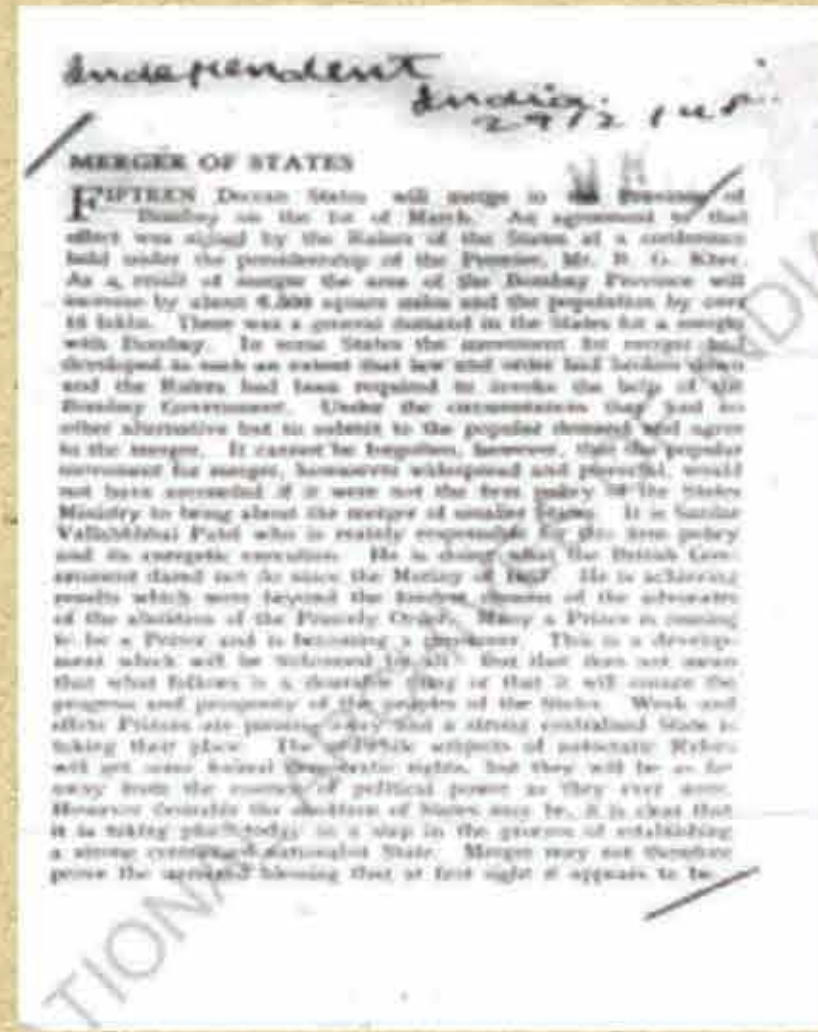 Independent
India.
MERGER OF STATES
FIFTEEN Deccan States will merge in the Province of
Bombay on the 1st of March. An agreement to that
effect was signed by the Rulers of the States at a conference
held under the presidentship of the Premier, Mr. B. G. Kher.
As a result of merger the area of the Bombay Province will
increase by about square miles and the population by over
lakhs. There was a general demand in the States for a merger
with Bombay. In some States the movement for merger had
developed to such an extent that law and order had broken down
and the Rulers had been required to invoke the help of the
Bombay Government. Under the circumstances they had no
other alternative but to submit to the popular demand and agree
to the merger. It cannot be forgotten, however, that the popular
movement for merger, howsoever widespread and powerful, would
not have succeeded if it were not the firm policy of the States
Ministry to bring about the merger of smaller States. It is Sardar
Vallabhbhai Patel who is mainly responsible for this firm policy
and its energetic execution. He is doing what the British Gov-
ernment dared not do since the Mutiny of 1857. He is achieving
results which were beyond the fondest dreams of the advocates
of the abolition of the Princely Order. Many a Prince is ceasing
to be a Prince and is becoming a This is a develop-
ment which will be welcomed by all. But that does not mean
that what follows is a desirable thing or that it will ensure the
progress and prosperity of the peoples of the States. Weak and
effete Princes are passing away and a strong centralised State is
taking their place. The subjects of autocratic Rulers
will get some formal democratic rights, but they will be as far
away from the essence of political power as they ever were.
However desirable the abolition of States may be, it is clear that
it is taking place today as a step in the process of establishing
a strong centralised nationalist State. Merger may not therefore
prove the unmixed blessing that at first sight it appears to be.